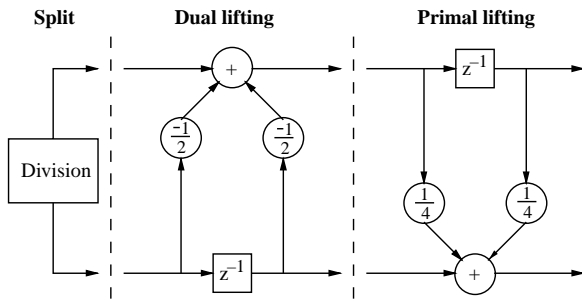 Split
Dual lifting
Primal lifting
Division
+
-1/2
-1/2
z⁻¹
z⁻¹
1/4
1/4
+